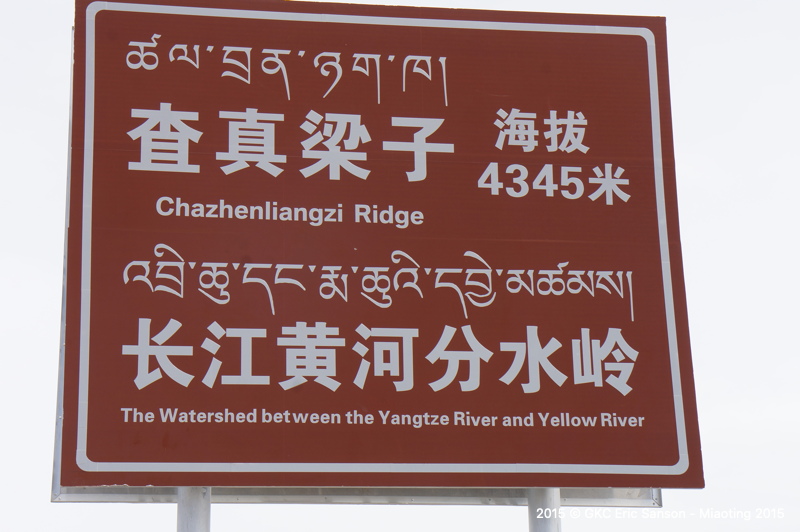 ཚལ་བྲན་ཉག་ཁ།
查真梁子
海拔
4345米
Chazhenliangzi Ridge
འབྲི་ཆུ་དང་རྨ་ཆུའི་དབྱེ་མཚམས།
长江黄河分水岭
The Watershed between the Yangtze River and Yellow River
2015 © GKC Eric Sanson - Miaoting 2015